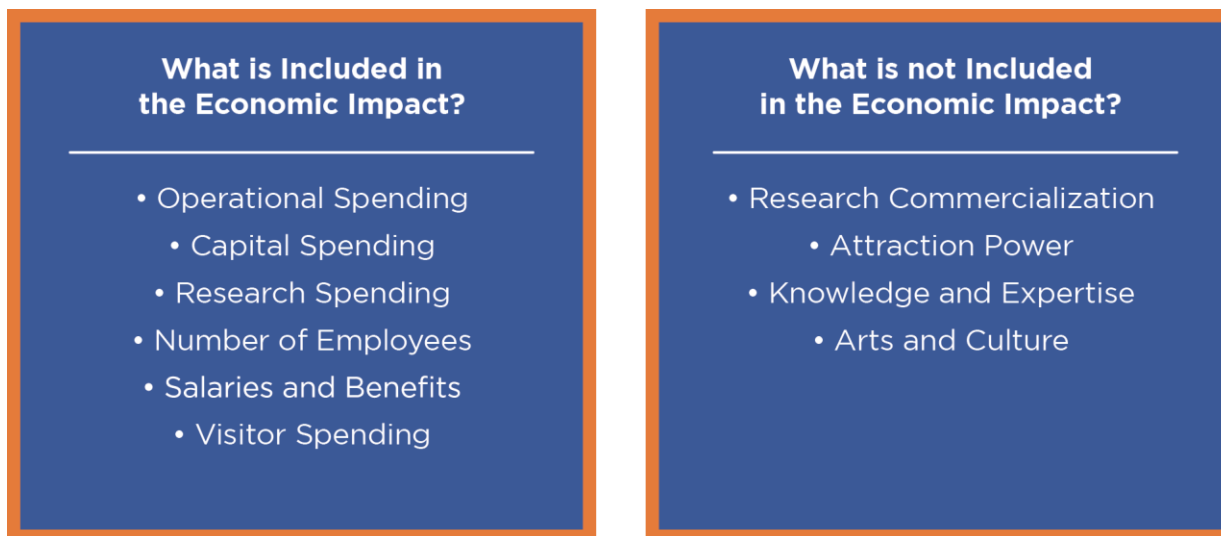 What is Included in
the Economic Impact?
• Operational Spending
• Capital Spending
• Research Spending
• Number of Employees
• Salaries and Benefits
• Visitor Spending
What is not Included
in the Economic Impact?
• Research Commercialization
• Attraction Power
• Knowledge and Expertise
• Arts and Culture